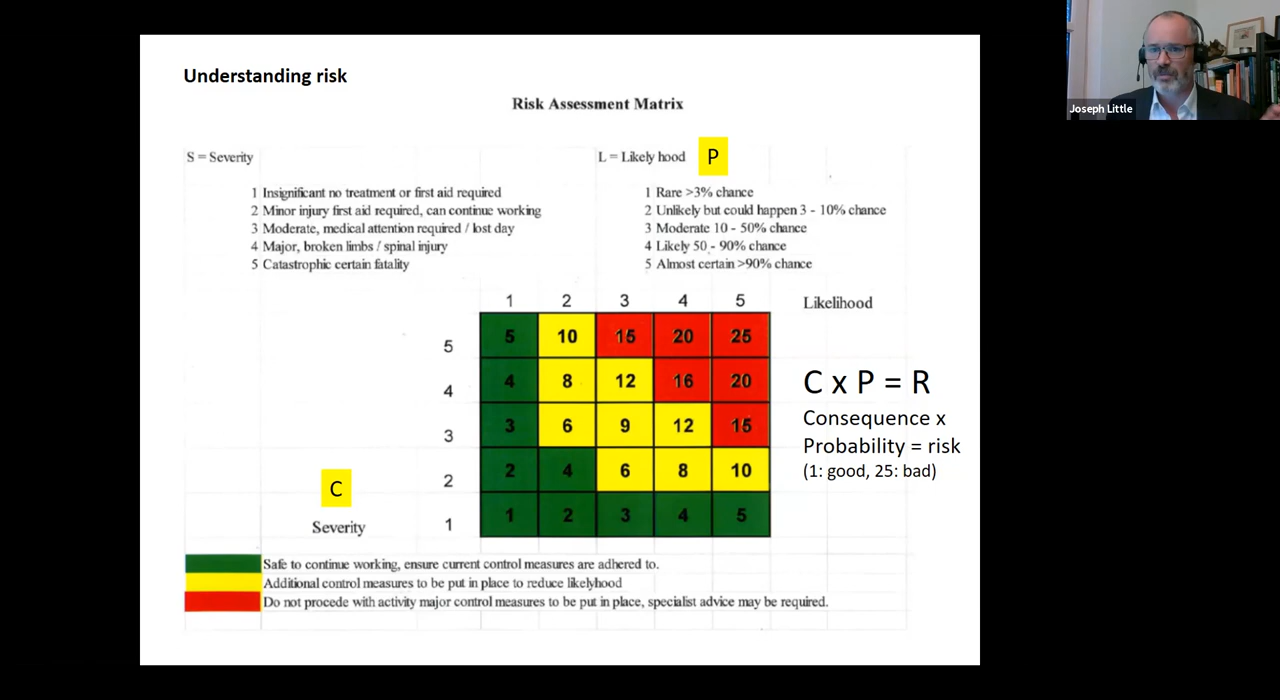 Understanding risk
Risk Assessment Matrix
S = Severity
L = Likely hood P
1 Insignificant no treatment or first aid required
2 Minor injury first aid required, can continue working
3 Moderate, medical attention required / lost day
4 Major, broken limbs / spinal injury
5 Catastrophic certain fatality
1 Rare >3% chance
2 Unlikely but could happen 3 - 10% chance
3 Moderate 10 - 50% chance
4 Likely 50 - 90% chance
5 Almost certain >90% chance
1 2 3 4 5 Likelihood
5 5 10 15 20 25
4 4 8 12 16 20
3 3 6 9 12 15
2 2 4 6 8 10
1 1 2 3 4 5
C
Severity
C x P = R
Consequence x
Probability = risk
(1: good, 25: bad)
Safe to continue working, ensure current control measures are adhered to.
Additional control measures to be put in place to reduce likelyhood
Do not procede with activity major control measures to be put in place, specialist advice may be required.
Joseph Little